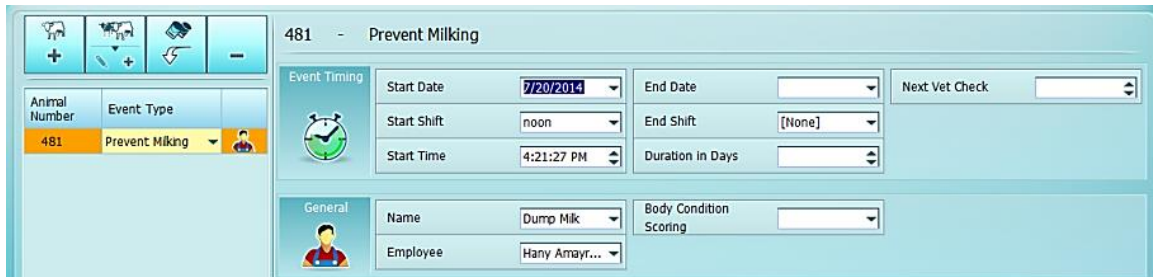 481 - Prevent Milking
Animal Number Event Type
481 Prevent Milking
Event Timing
Start Date 7/20/2014 End Date Next Vet Check
Start Shift noon End Shift [None]
Start Time 4:21:27 PM Duration in Days
General
Name Dump Milk Body Condition Scoring
Employee Hany Amayr...